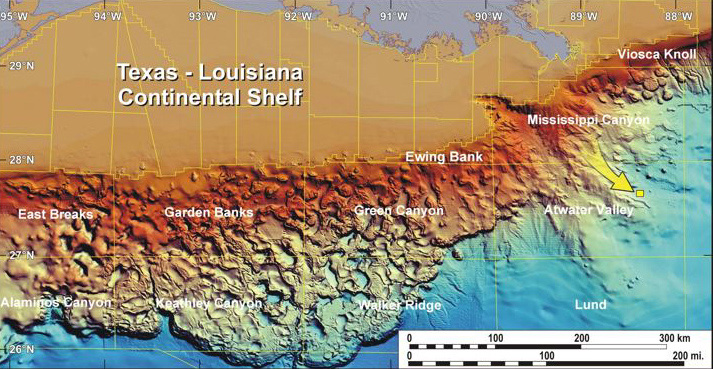 95°W 94°W 93°W 92°W 91°W 90°W 89°W 88°W
Viosca Knoll
29°N
Texas - Louisiana
Continental Shelf
Mississippi Canyon
28°N
Ewing Bank
East Breaks Garden Banks Green Canyon Atwater Valley
27°N
Alaminos Canyon Keathley Canyon Walker Ridge Lund
0 100 200 300 km
26°N
0 100 200 mi.